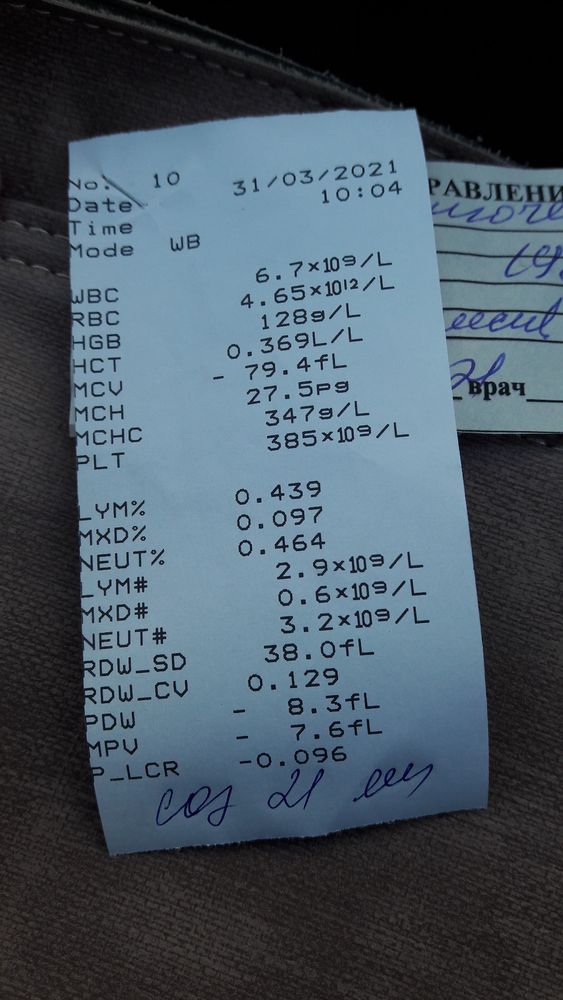 No. 10
Date 31/03/2021
Time 10:04
Mode WB
WBC 6.7×10⁹/L
RBC 4.65×10¹²/L
HGB 128g/L
HCT 0.369L/L
MCV - 79.4fL
MCH 27.5pg
MCHC 347g/L
PLT 385×10⁹/L
LYM% 0.439
MXD% 0.097
NEUT% 0.464
LYM# 2.9×10⁹/L
MXD# 0.6×10⁹/L
NEUT# 3.2×10⁹/L
RDW_SD 38.0fL
RDW_CV 0.129
PDW - 8.3fL
MPV - 7.6fL
P_LCR -0.096
соэ 21 мм
РАВЛЕНИ
21
врач